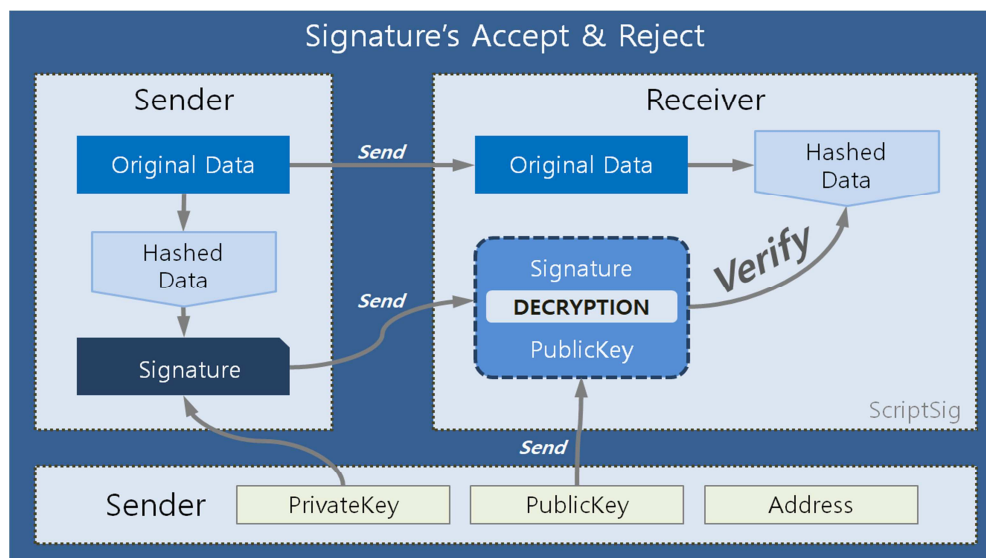 Signature's Accept & Reject
Sender
Original Data
Hashed
Data
Signature
Send
Send
Receiver
Original Data
Hashed
Data
Signature
DECRYPTION
PublicKey
Verify
ScriptSig
Send
Sender
PrivateKey
PublicKey
Address